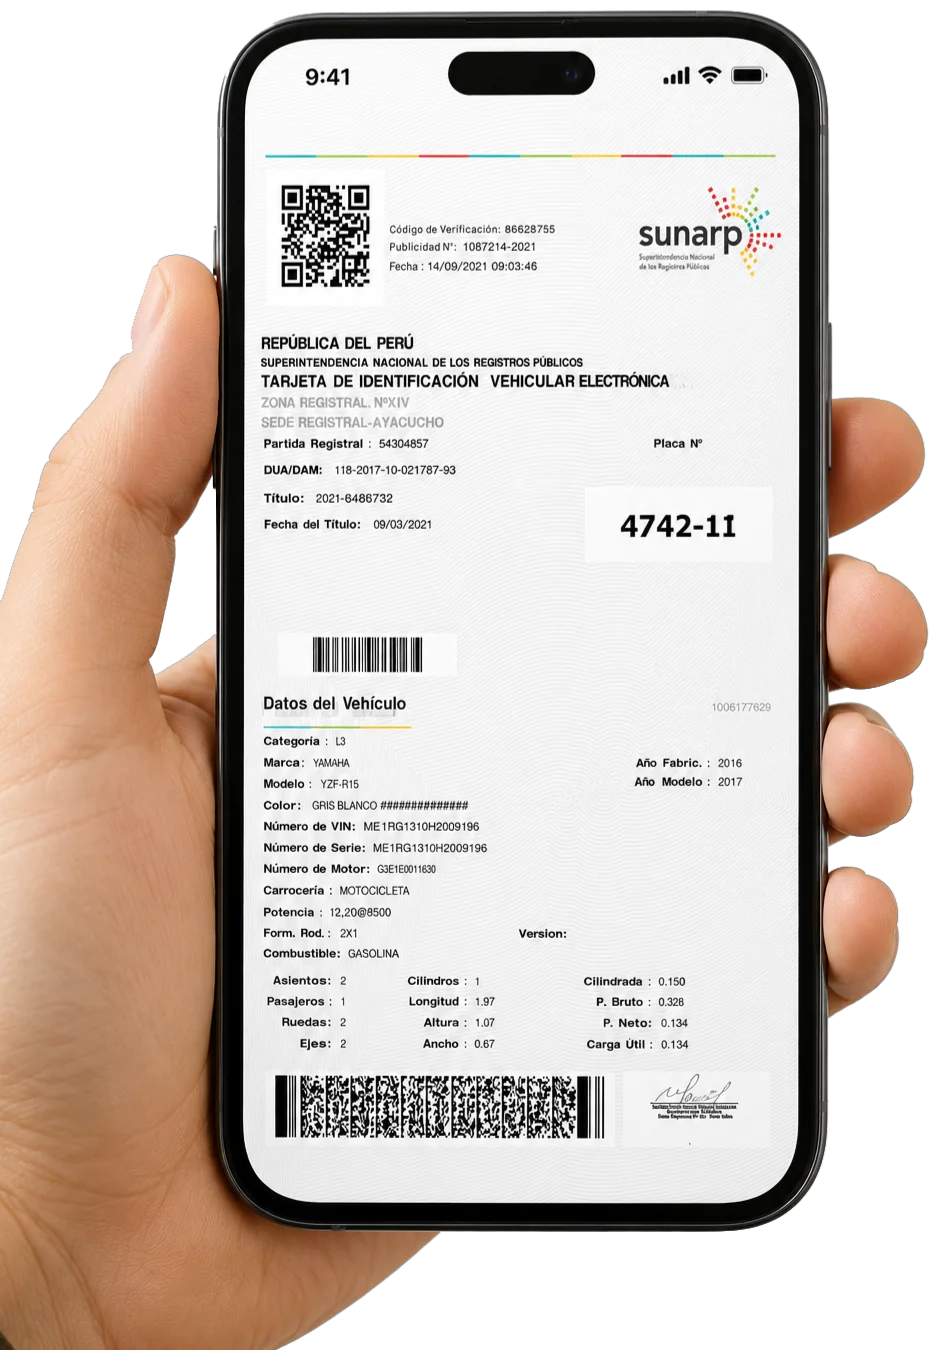 9:41
Código de Verificación: 86628755
Publicidad N°: 1087214-2021
Fecha : 14/09/2021 09:03:46
sunarp
Superintendencia Nacional
de los Registros Públicos
REPÚBLICA DEL PERÚ
SUPERINTENDENCIA NACIONAL DE LOS REGISTROS PÚBLICOS
TARJETA DE IDENTIFICACIÓN VEHICULAR ELECTRÓNICA
ZONA REGISTRAL. N°XIV
SEDE REGISTRAL-AYACUCHO
Partida Registral : 54304857
Placa N°
DUA/DAM: 118-2017-10-021787-93
Título: 2021-6486732
Fecha del Título: 09/03/2021
4742-1I
Datos del Vehículo
1006177629
Categoría : L3
Marca: YAMAHA
Año Fabric. : 2016
Modelo : YZF-R15
Año Modelo : 2017
Color: GRIS BLANCO ##############
Número de VIN: ME1RG1310H2009196
Número de Serie: ME1RG1310H2009196
Número de Motor: G3E1E0011630
Carrocería : MOTOCICLETA
Potencia : 12,20@8500
Form. Rod. : 2X1
Version:
Combustible: GASOLINA
Asientos: 2 Cilindros : 1 Cilindrada : 0.150
Pasajeros : 1 Longitud : 1.97 P. Bruto : 0.328
Ruedas: 2 Altura : 1.07 P. Neto: 0.134
Ejes: 2 Ancho : 0.67 Carga Útil : 0.134